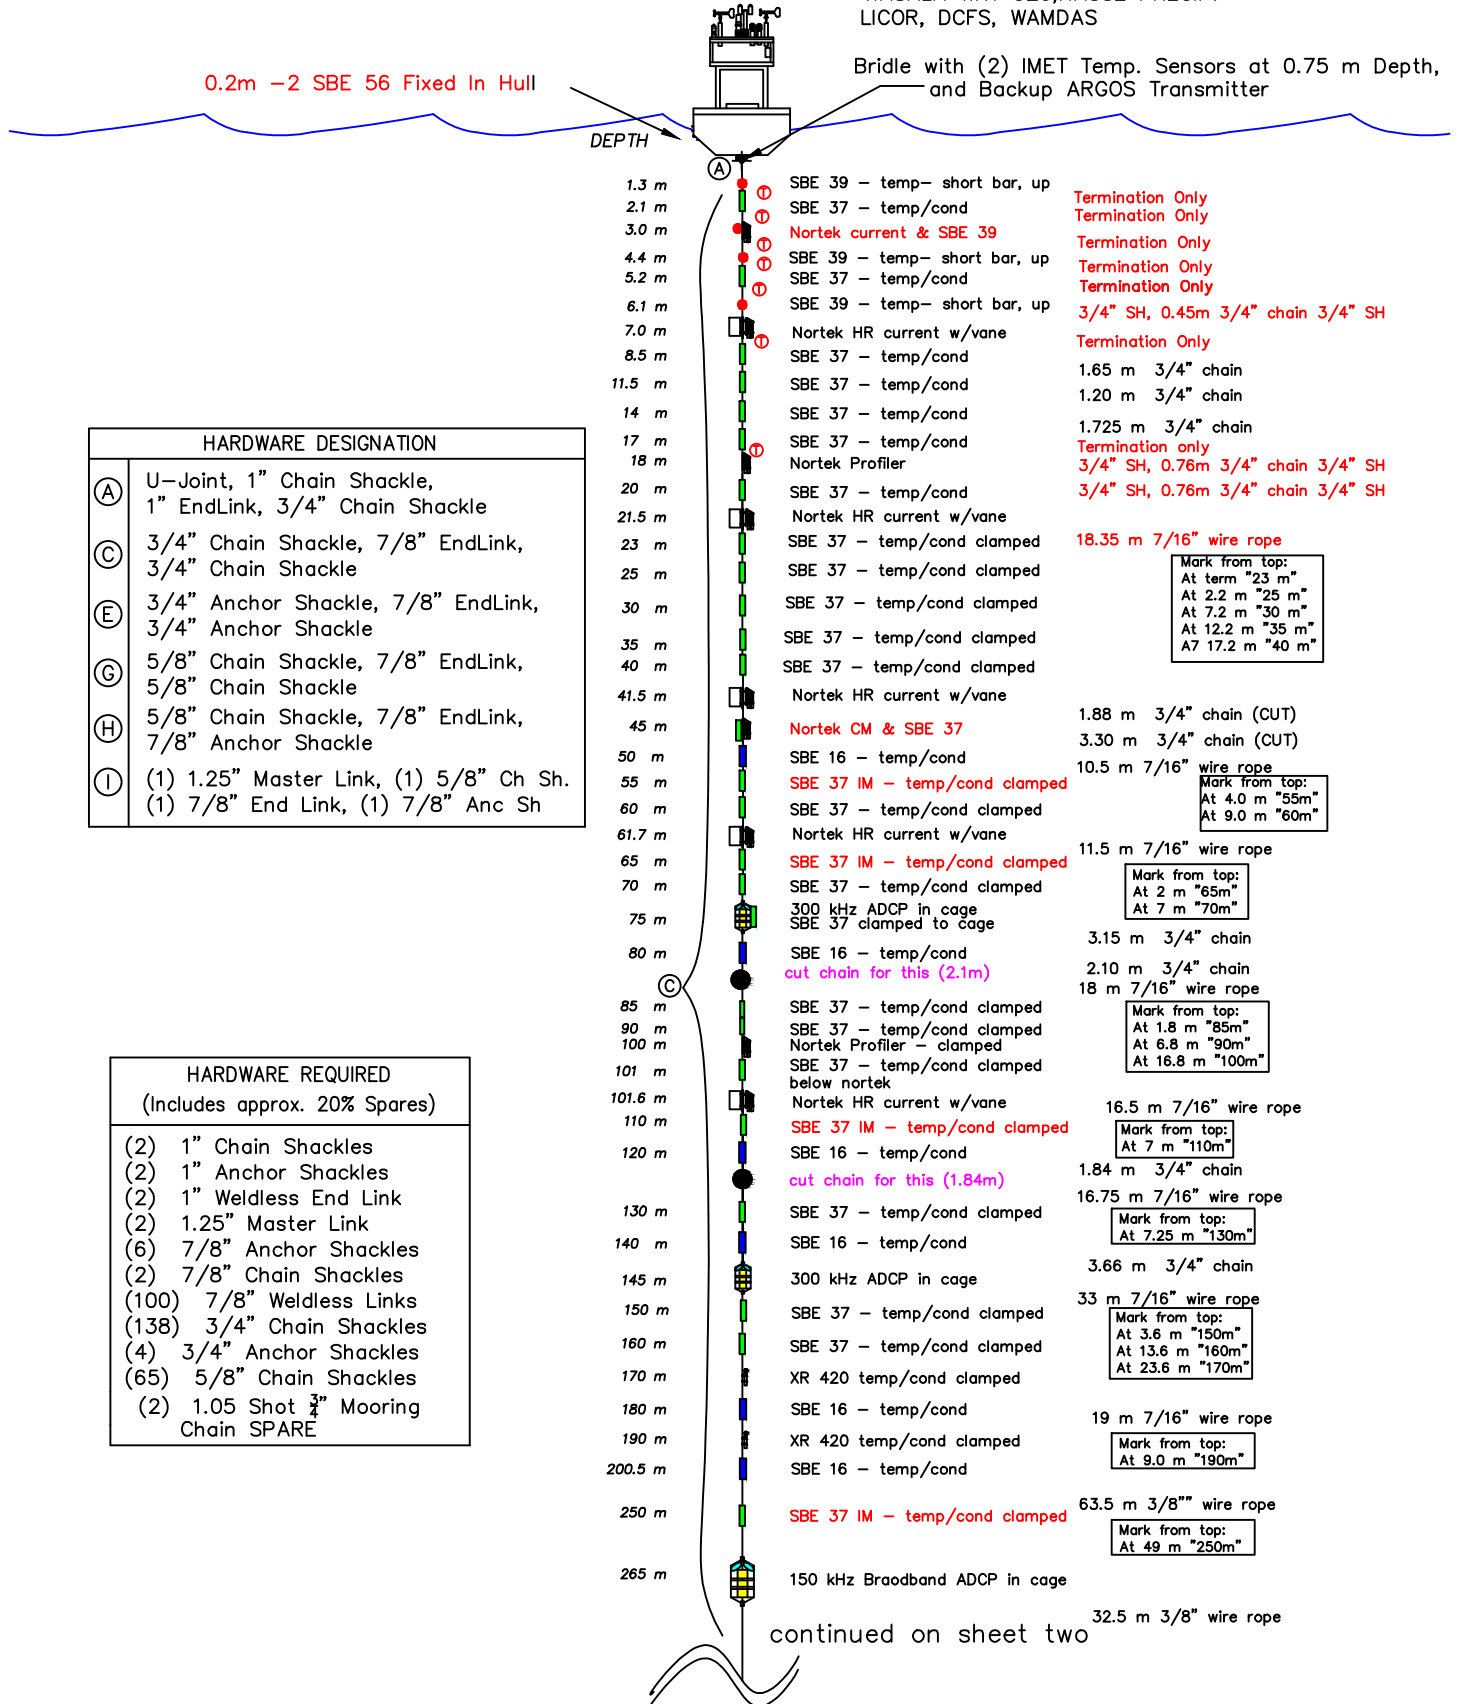 LICOR, DCFS, WAMDAS
0.2m -2 SBE 56 Fixed In Hull
Bridle with (2) IMET Temp. Sensors at 0.75 m Depth,
and Backup ARGOS Transmitter
DEPTH
A
1.3 m SBE 39 - temp- short bar, up
T Termination Only
2.1 m SBE 37 - temp/cond
T Termination Only
3.0 m Nortek current & SBE 39
T Termination Only
4.4 m SBE 39 - temp- short bar, up
T Termination Only
5.2 m SBE 37 - temp/cond
T Termination Only
6.1 m SBE 39 - temp- short bar, up
3/4" SH, 0.45m 3/4" chain 3/4" SH
7.0 m Nortek HR current w/vane
T Termination Only
8.5 m SBE 37 - temp/cond
1.65 m 3/4" chain
11.5 m SBE 37 - temp/cond
1.20 m 3/4" chain
14 m SBE 37 - temp/cond
1.725 m 3/4" chain
17 m SBE 37 - temp/cond
T Termination only
18 m Nortek Profiler 3/4" SH, 0.76m 3/4" chain 3/4" SH
20 m SBE 37 - temp/cond 3/4" SH, 0.76m 3/4" chain 3/4" SH
21.5 m Nortek HR current w/vane
23 m SBE 37 - temp/cond clamped 18.35 m 7/16" wire rope
Mark from top:
At term "23 m"
At 2.2 m "25 m"
At 7.2 m "30 m"
At 12.2 m "35 m"
A7 17.2 m "40 m"
25 m SBE 37 - temp/cond clamped
30 m SBE 37 - temp/cond clamped
35 m SBE 37 - temp/cond clamped
40 m SBE 37 - temp/cond clamped
41.5 m Nortek HR current w/vane
1.88 m 3/4" chain (CUT)
45 m Nortek CM & SBE 37
3.30 m 3/4" chain (CUT)
50 m SBE 16 - temp/cond
10.5 m 7/16" wire rope
Mark from top:
At 4.0 m "55m"
At 9.0 m "60m"
55 m SBE 37 IM - temp/cond clamped
60 m SBE 37 - temp/cond clamped
61.7 m Nortek HR current w/vane
11.5 m 7/16" wire rope
Mark from top:
At 2 m "65m"
At 7 m "70m"
65 m SBE 37 IM - temp/cond clamped
70 m SBE 37 - temp/cond clamped
75 m 300 kHz ADCP in cage
SBE 37 clamped to cage
3.15 m 3/4" chain
80 m SBE 16 - temp/cond
cut chain for this (2.1m) 2.10 m 3/4" chain
C
18 m 7/16" wire rope
Mark from top:
At 1.8 m "85m"
At 6.8 m "90m"
At 16.8 m "100m"
85 m SBE 37 - temp/cond clamped
90 m SBE 37 - temp/cond clamped
100 m Nortek Profiler - clamped
101 m SBE 37 - temp/cond clamped
below nortek
101.6 m Nortek HR current w/vane
16.5 m 7/16" wire rope
Mark from top:
At 7 m "110m"
110 m SBE 37 IM - temp/cond clamped
120 m SBE 16 - temp/cond
1.84 m 3/4" chain
cut chain for this (1.84m)
16.75 m 7/16" wire rope
Mark from top:
At 7.25 m "130m"
130 m SBE 37 - temp/cond clamped
140 m SBE 16 - temp/cond
3.66 m 3/4" chain
145 m 300 kHz ADCP in cage
33 m 7/16" wire rope
Mark from top:
At 3.6 m "150m"
At 13.6 m "160m"
At 23.6 m "170m"
150 m SBE 37 - temp/cond clamped
160 m SBE 37 - temp/cond clamped
170 m XR 420 temp/cond clamped
180 m SBE 16 - temp/cond
19 m 7/16" wire rope
Mark from top:
At 9.0 m "190m"
190 m XR 420 temp/cond clamped
200.5 m SBE 16 - temp/cond
63.5 m 3/8"" wire rope
Mark from top:
At 49 m "250m"
250 m SBE 37 IM - temp/cond clamped
265 m 150 kHz Braodband ADCP in cage
32.5 m 3/8" wire rope
continued on sheet two
HARDWARE DESIGNATION
A U-Joint, 1" Chain Shackle,
1" EndLink, 3/4" Chain Shackle
C 3/4" Chain Shackle, 7/8" EndLink,
3/4" Chain Shackle
E 3/4" Anchor Shackle, 7/8" EndLink,
3/4" Anchor Shackle
G 5/8" Chain Shackle, 7/8" EndLink,
5/8" Chain Shackle
H 5/8" Chain Shackle, 7/8" EndLink,
7/8" Anchor Shackle
I (1) 1.25" Master Link, (1) 5/8" Ch Sh.
(1) 7/8" End Link, (1) 7/8" Anc Sh
HARDWARE REQUIRED
(Includes approx. 20% Spares)
(2) 1" Chain Shackles
(2) 1" Anchor Shackles
(2) 1" Weldless End Link
(2) 1.25" Master Link
(6) 7/8" Anchor Shackles
(2) 7/8" Chain Shackles
(100) 7/8" Weldless Links
(138) 3/4" Chain Shackles
(4) 3/4" Anchor Shackles
(65) 5/8" Chain Shackles
(2) 1.05 Shot 3/4" Mooring
Chain SPARE